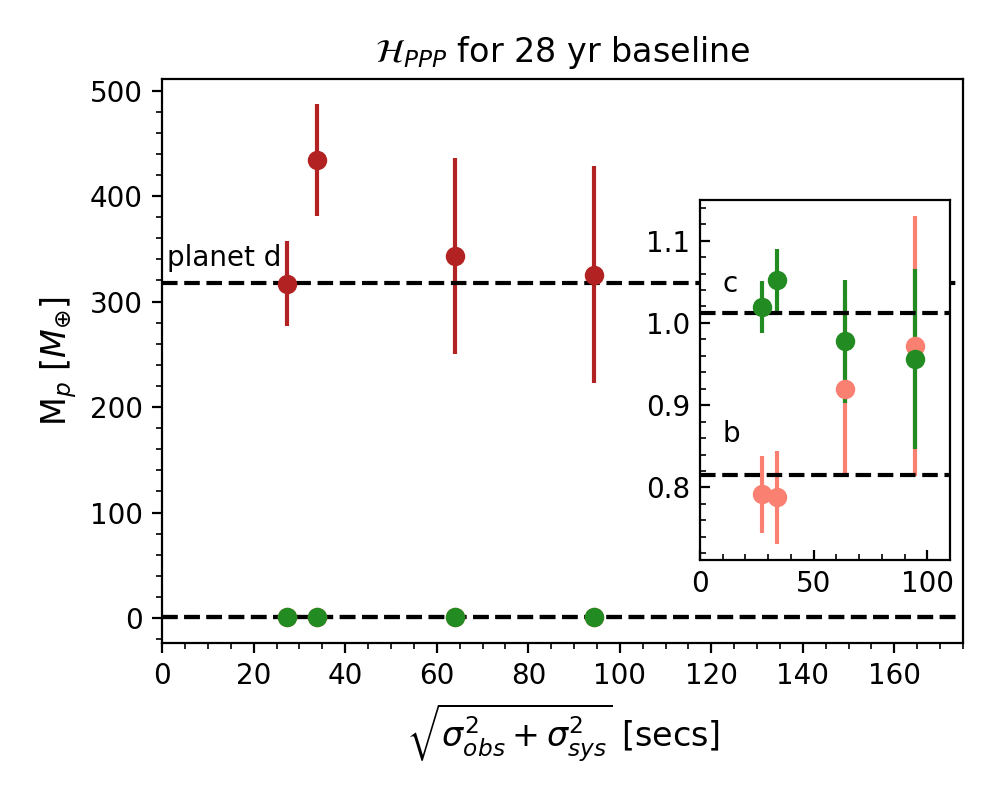 𝓗_PPP for 28 yr baseline
M_p [M_⊕]
500
400
300
200
100
0
planet d
c
b
1.1
1.0
0.9
0.8
0 50 100
0 20 40 60 80 100 120 140 160
√(σ²_obs + σ²_sys) [secs]